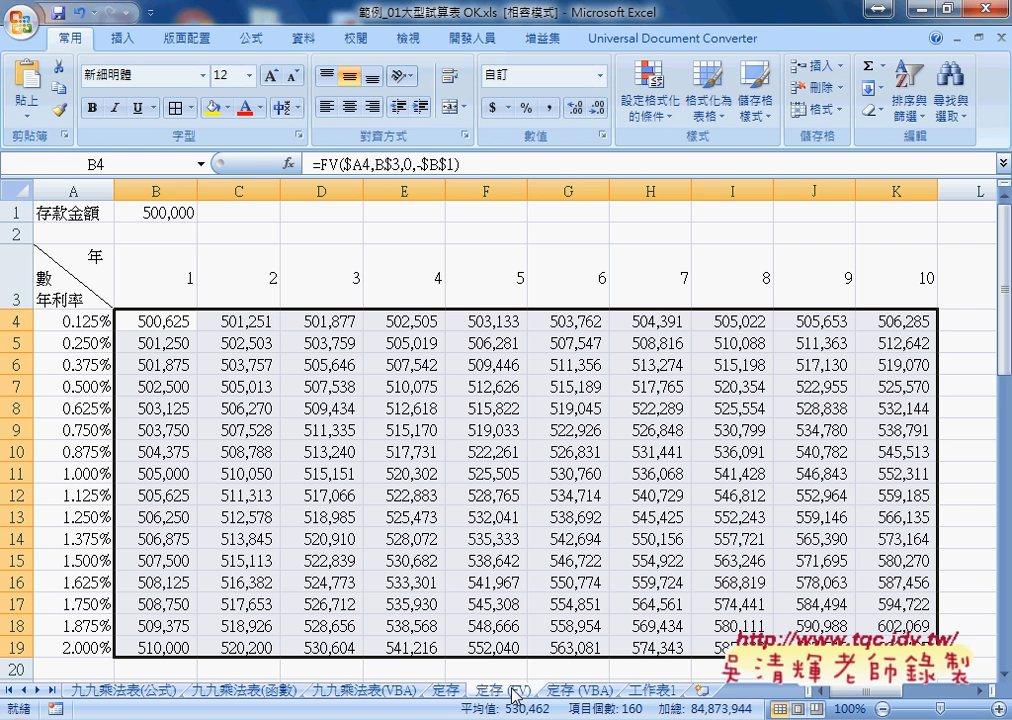 範例_01大型試算表 OK.xls [相容模式] - Microsoft Excel
常用 插入 版面配置 公式 資料 校閱 檢視 開發人員 增益集 Universal Document Converter
貼上 新細明體 12 自訂 設定格式化的條件 格式化為表格 儲存格樣式 插入 刪除 格式 排序與篩選 尋找與選取
剪貼簿 字型 對齊方式 數值 樣式 儲存格 編輯
B4 fx =FV($A4,B$3,0,-$B$1)
A B C D E F G H I J K L
1 存款金額 500,000
2
年
數 1 2 3 4 5 6 7 8 9 10
3 年利率
4 0.125% 500,625 501,251 501,877 502,505 503,133 503,762 504,391 505,022 505,653 506,285
5 0.250% 501,250 502,503 503,759 505,019 506,281 507,547 508,816 510,088 511,363 512,642
6 0.375% 501,875 503,757 505,646 507,542 509,446 511,356 513,274 515,198 517,130 519,070
7 0.500% 502,500 505,013 507,538 510,075 512,626 515,189 517,765 520,354 522,955 525,570
8 0.625% 503,125 506,270 509,434 512,618 515,822 519,045 522,289 525,554 528,838 532,144
9 0.750% 503,750 507,528 511,335 515,170 519,033 522,926 526,848 530,799 534,780 538,791
10 0.875% 504,375 508,788 513,240 517,731 522,261 526,831 531,441 536,091 540,782 545,513
11 1.000% 505,000 510,050 515,151 520,302 525,505 530,760 536,068 541,428 546,843 552,311
12 1.125% 505,625 511,313 517,066 522,883 528,765 534,714 540,729 546,812 552,964 559,185
13 1.250% 506,250 512,578 518,985 525,473 532,041 538,692 545,425 552,243 559,146 566,135
14 1.375% 506,875 513,845 520,910 528,072 535,333 542,694 550,156 557,721 565,390 573,164
15 1.500% 507,500 515,113 522,839 530,682 538,642 546,722 554,922 563,246 571,695 580,270
16 1.625% 508,125 516,382 524,773 533,301 541,967 550,774 559,724 568,819 578,063 587,456
17 1.750% 508,750 517,653 526,712 535,930 545,308 554,851 564,561 574,441 584,494 594,722
18 1.875% 509,375 518,926 528,656 538,568 548,666 558,954 569,434 580,111 590,988 602,069
19 2.000% 510,000 520,200 530,604 541,216 552,040 563,081 574,343
20
http://www.tqc.idv.tw/
吳清輝老師錄製
九九乘法表(公式) 九九乘法表(函數) 九九乘法表(VBA) 定存 定存 定存 (VBA) 工作表1
就緒 平均值: 530,462 項目個數: 160 加總: 84,873,944 100%